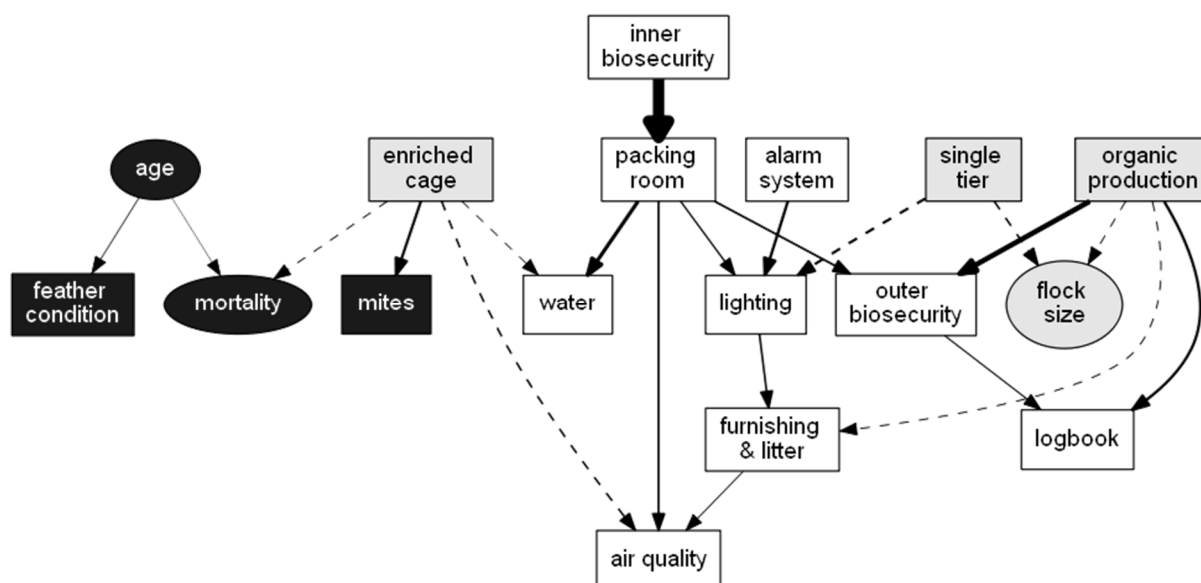 inner
biosecurity
age
enriched
cage
packing
room
alarm
system
single
tier
organic
production
feather
condition
mortality
mites
water
lighting
outer
biosecurity
flock
size
furnishing
& litter
logbook
air quality